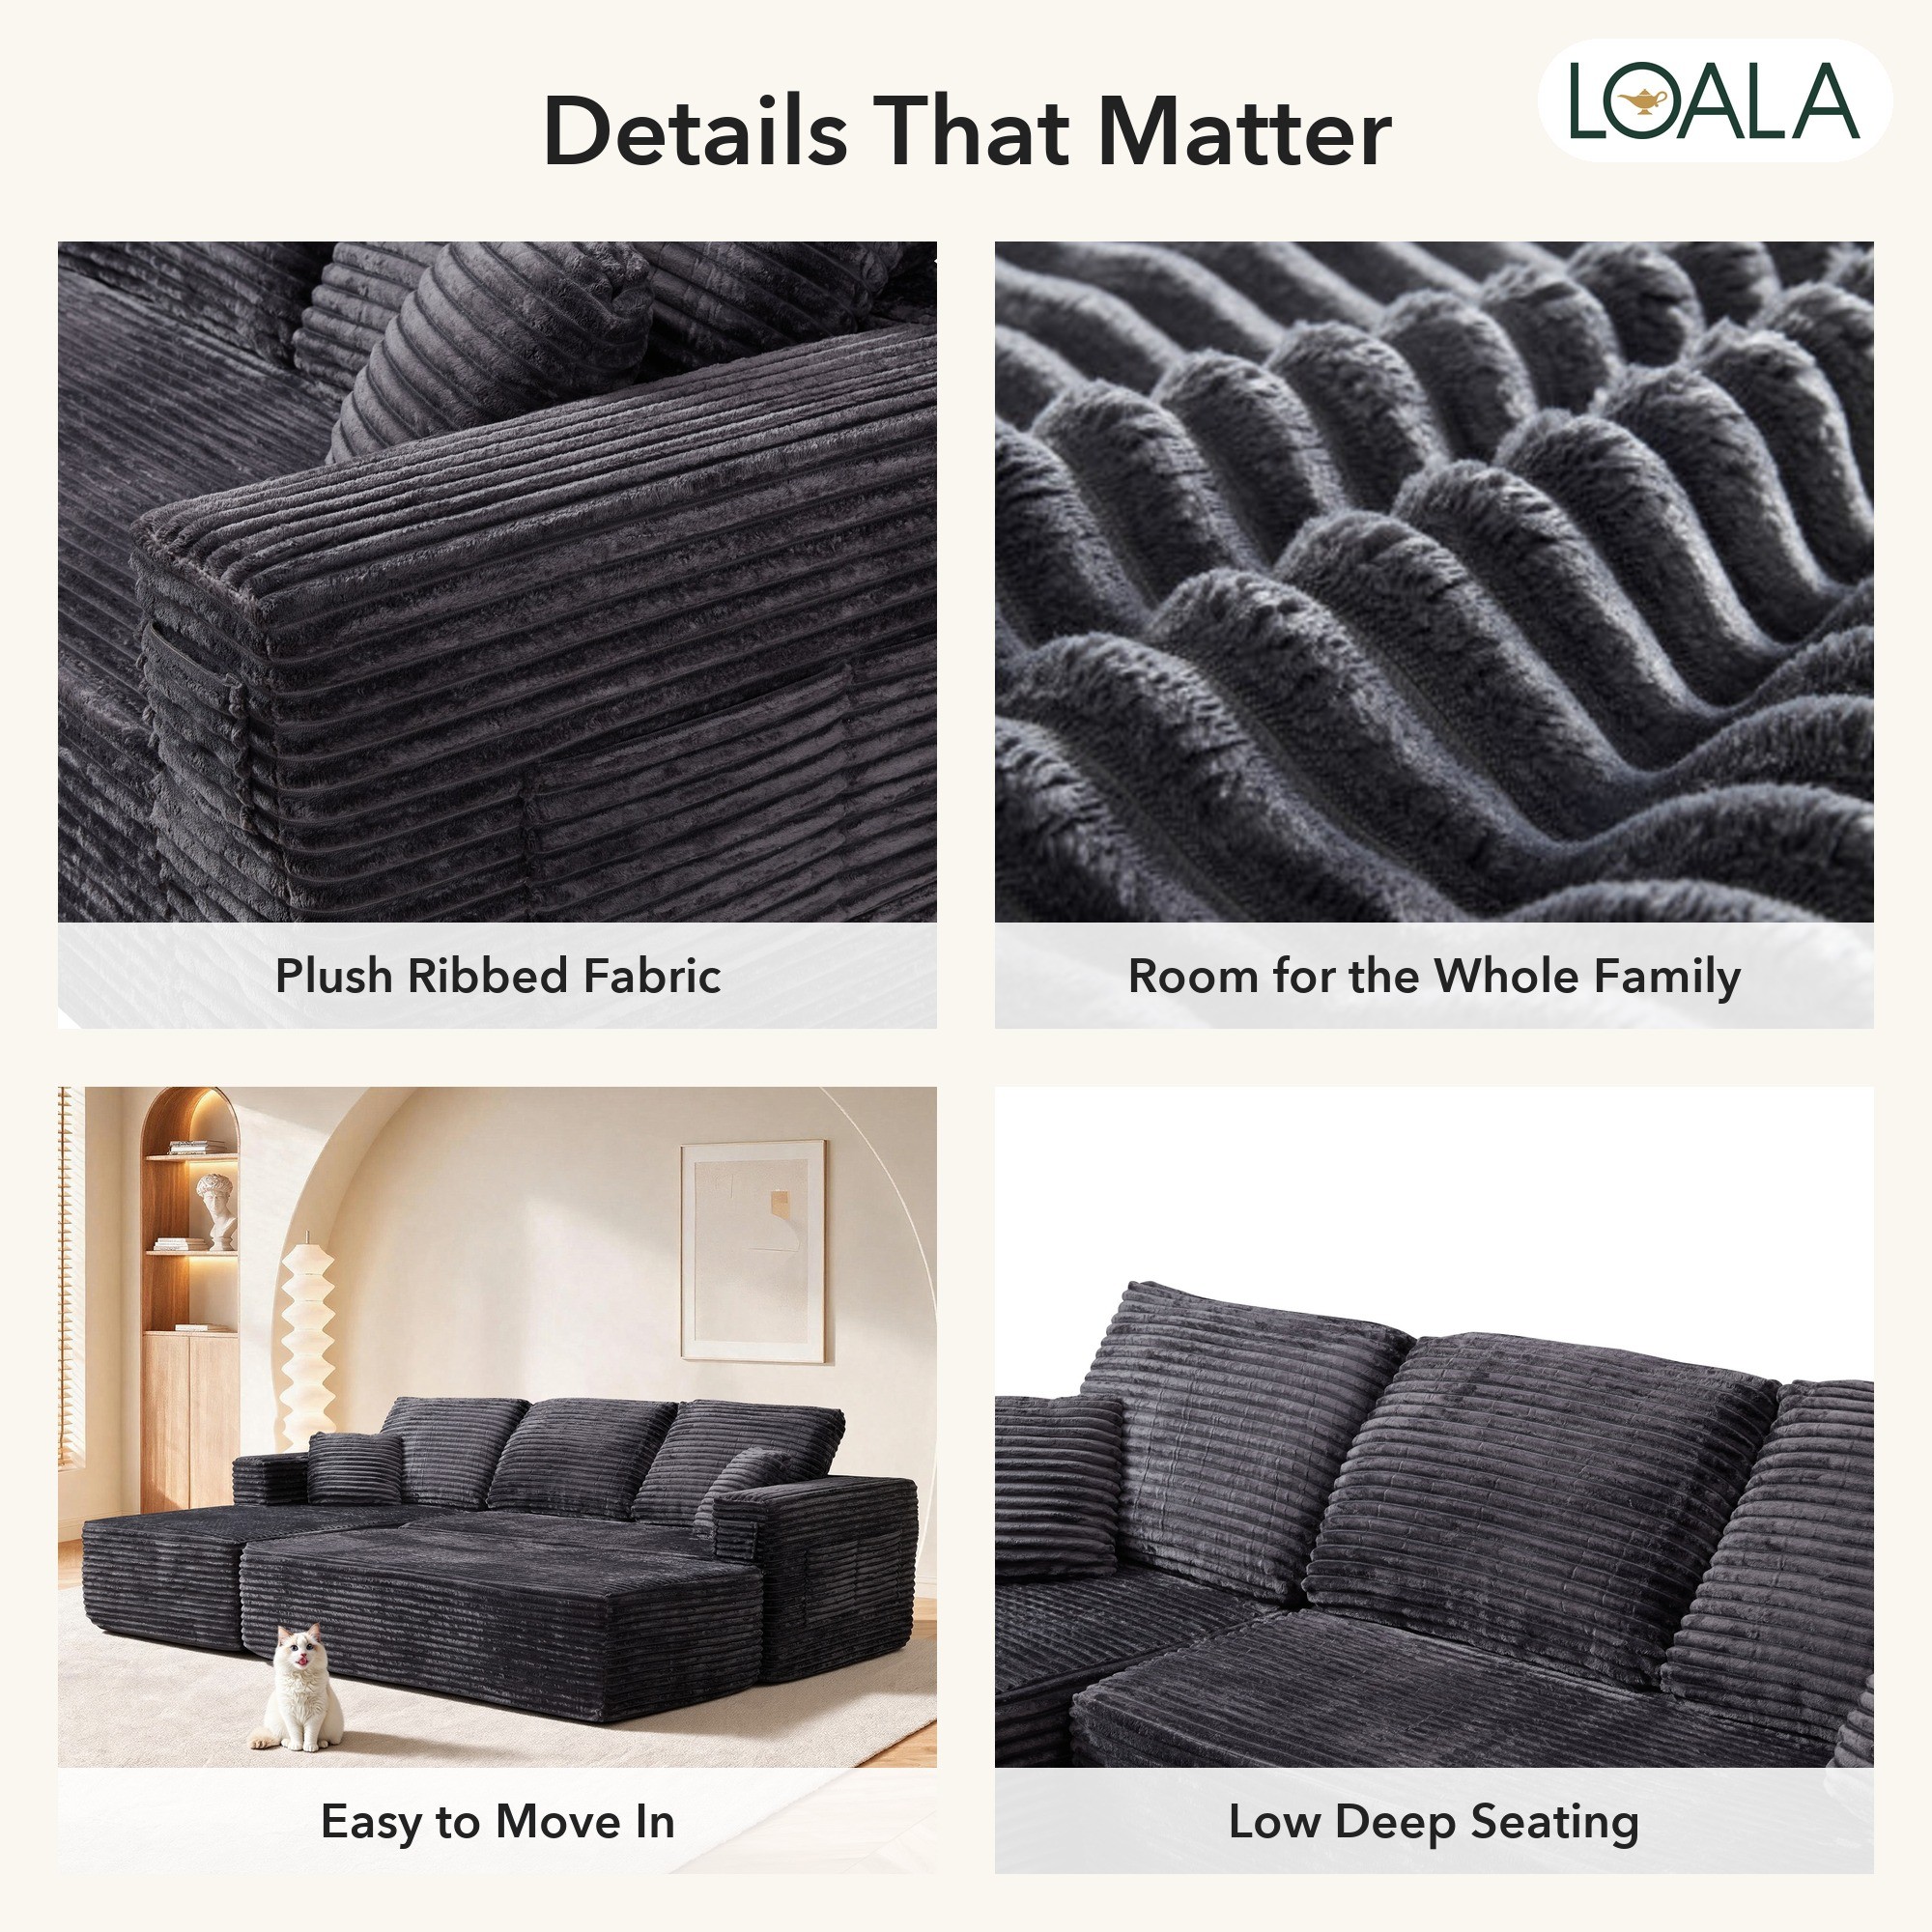 Details That Matter
LOALA
Plush Ribbed Fabric
Room for the Whole Family
Easy to Move In
Low Deep Seating